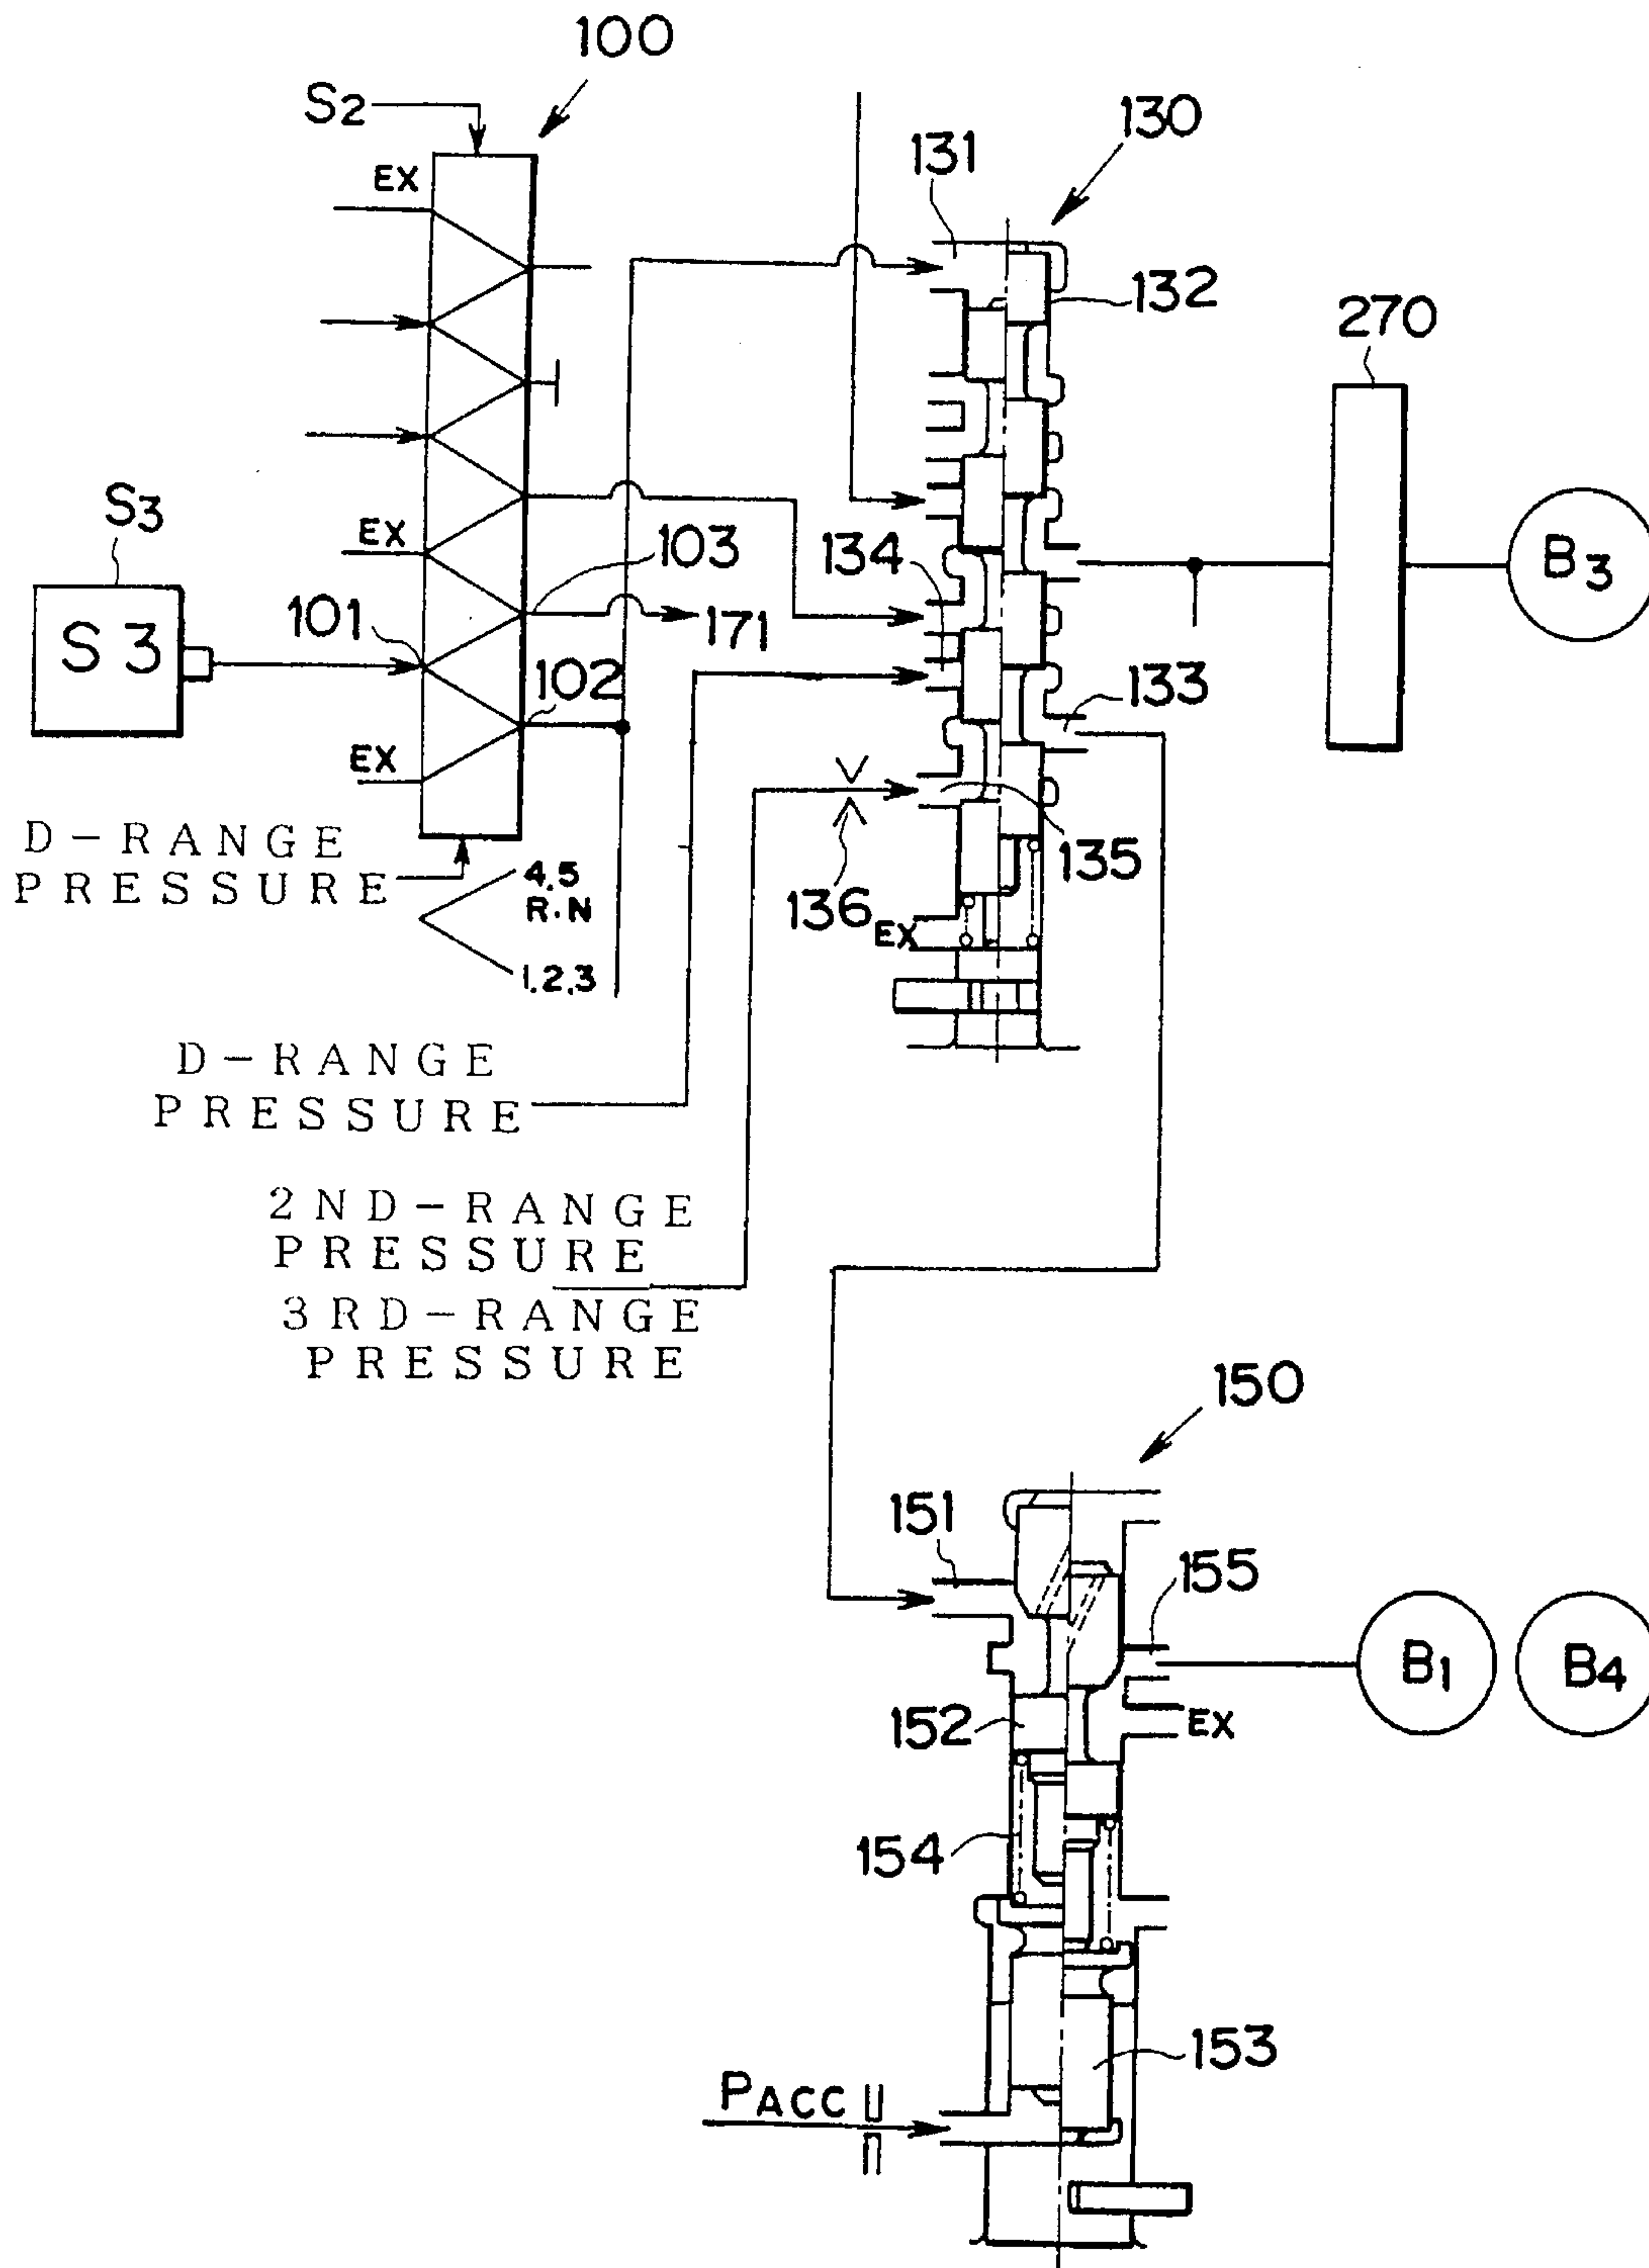 100
S2
130
131
EX
132
270
S3
103
134
B3
EX
S3
101
171
102
133
EX
D-RANGE
PRESSURE
4.5
R.N
1.2.3
135
136
EX
D-RANGE
PRESSURE
2ND-RANGE
PRESSURE
3RD-RANGE
PRESSURE
150
151
155
B1
B4
152
EX
154
153
PACC